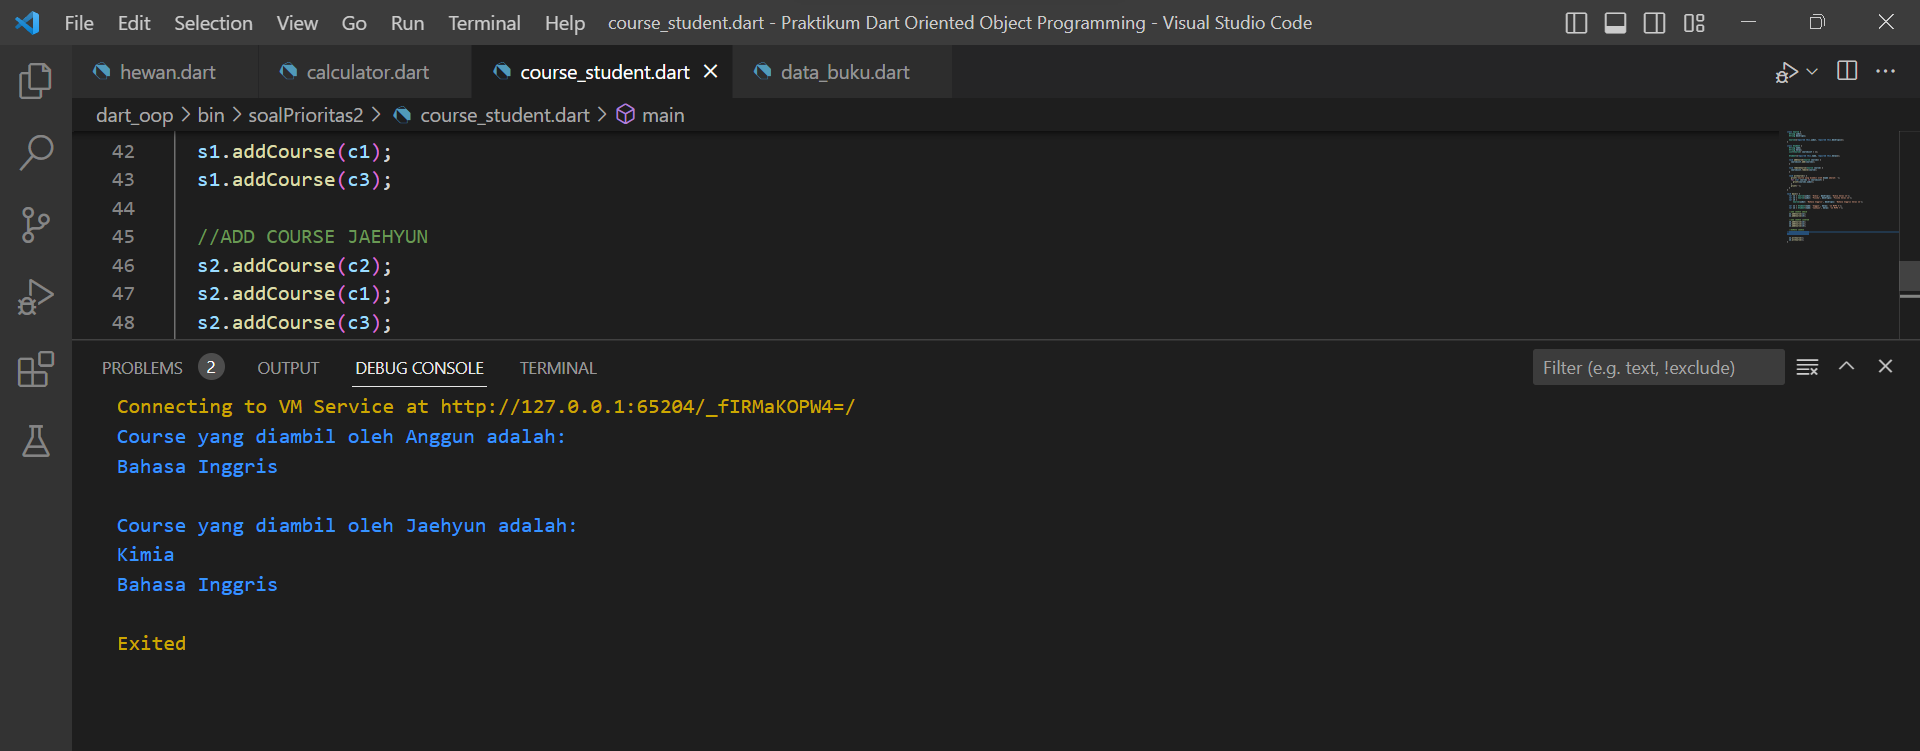 File Edit Selection View Go Run Terminal Help course_student.dart - Praktikum Dart Oriented Object Programming - Visual Studio Code
hewan.dart calculator.dart course_student.dart data_buku.dart
dart_oop > bin > soalPrioritas2 > course_student.dart > main
42 s1.addCourse(c1);
43 s1.addCourse(c3);
44
45 //ADD COURSE JAEHYUN
46 s2.addCourse(c2);
47 s2.addCourse(c1);
48 s2.addCourse(c3);
PROBLEMS 2 OUTPUT DEBUG CONSOLE TERMINAL Filter (e.g. text, !exclude)
Connecting to VM Service at http://127.0.0.1:65204/_fIRMaKOPW4=/
Course yang diambil oleh Anggun adalah:
Bahasa Inggris
Course yang diambil oleh Jaehyun adalah:
Kimia
Bahasa Inggris
Exited